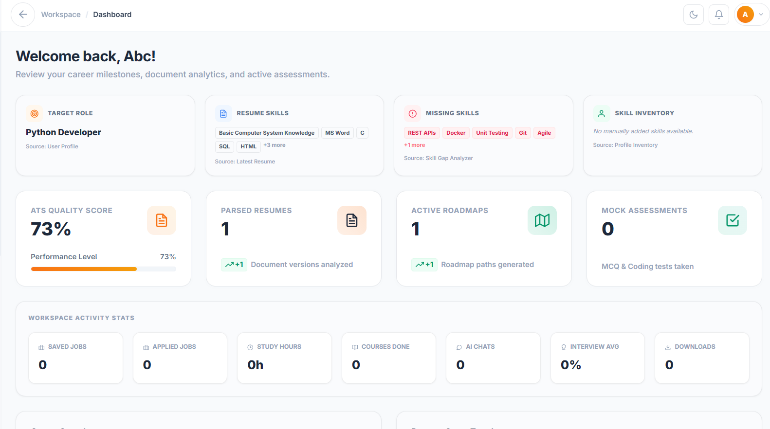 Workspace / Dashboard
A
Welcome back, Abc!
Review your career milestones, document analytics, and active assessments.
TARGET ROLE
Python Developer
Source: User Profile
RESUME SKILLS
Basic Computer System Knowledge MS Word C
SQL HTML +3 more
Source: Latest Resume
MISSING SKILLS
REST APIs Docker Unit Testing Git Agile
+1 more
Source: Skill Gap Analyzer
SKILL INVENTORY
No manually added skills available.
Source: Profile Inventory
ATS QUALITY SCORE
73%
Performance Level 73%
PARSED RESUMES
1
+1 Document versions analyzed
ACTIVE ROADMAPS
1
+1 Roadmap paths generated
MOCK ASSESSMENTS
0
MCQ & Coding tests taken
WORKSPACE ACTIVITY STATS
SAVED JOBS
0
APPLIED JOBS
0
STUDY HOURS
0h
COURSES DONE
0
AI CHATS
0
INTERVIEW AVG
0%
DOWNLOADS
0